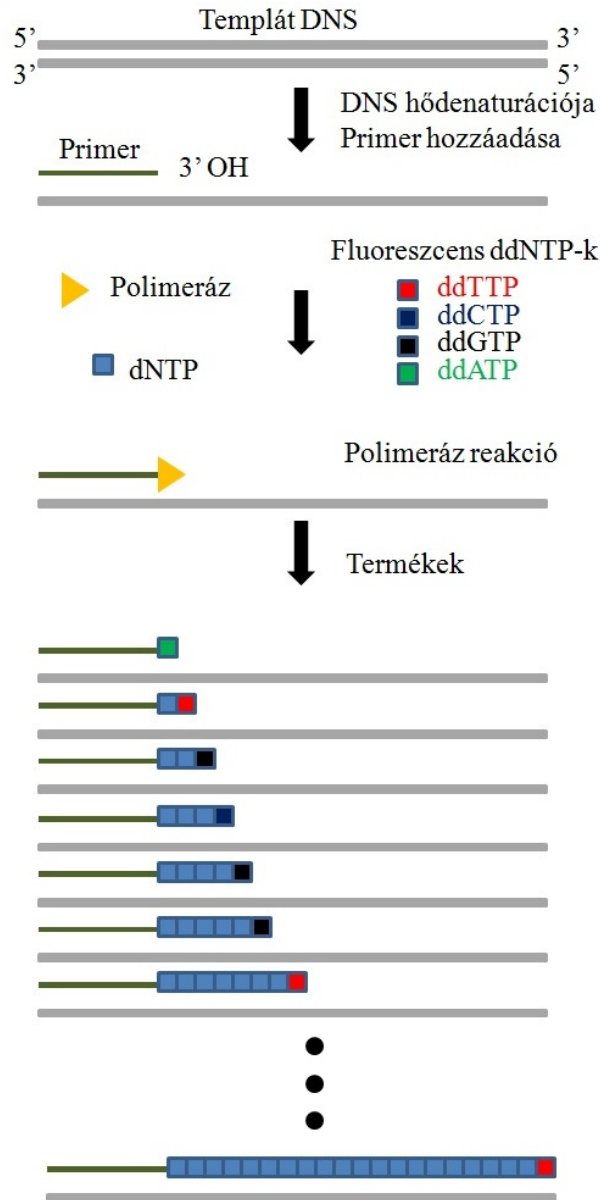 Templát DNS
5’ 3’
3’ 5’
DNS hődenaturációja
Primer hozzáadása
Primer
3’ OH
Fluoreszcens ddNTP-k
Polimeráz
ddTTP
ddCTP
ddGTP
dNTP
ddATP
Polimeráz reakció
Termékek